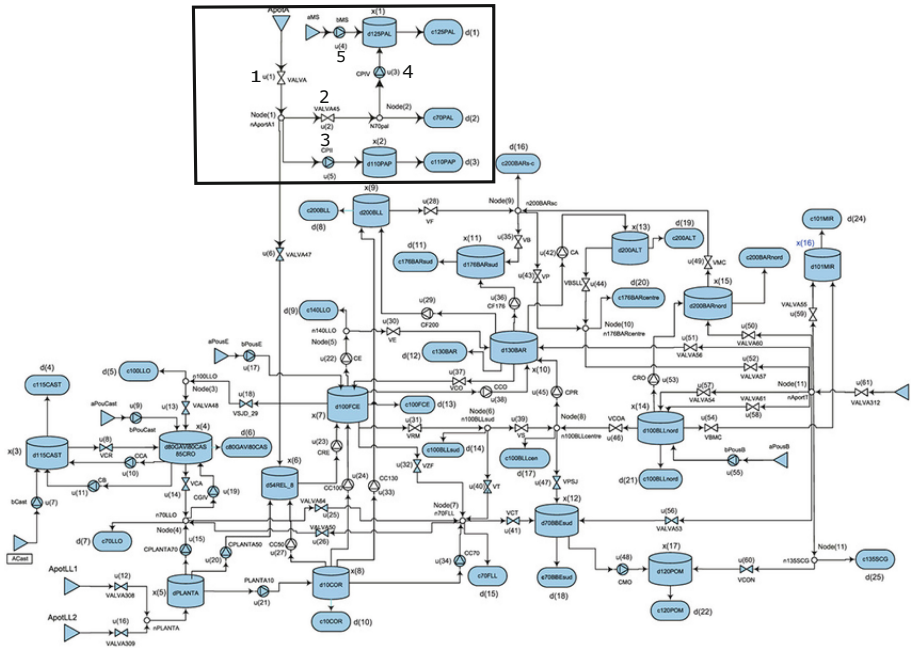 ApotA
aMS
bMS
x(1)
d125PAL
c125PAL
d(1)
u(4)
5
1
u(1)
VALVA
CPIV
u(3)
4
2
VALVA45
Node(1)
nAportA1
u(2)
Node(2)
N70pal
c70PAL
d(2)
3
CPII
u(5)
x(2)
d110PAP
c110PAP
d(3)
d(16)
c200BARs-c
x(9)
c200BLL
d(8)
d200BLL
u(28)
VF
Node(9)
n200BARsc
x(13)
d(19)
c101MIR
d(24)
u(6)
VALVA47
d(11)
x(11)
u(35)
VB
u(42)
CA
d200ALT
c200ALT
x(16)
c176BARsud
d176BARsud
u(43)
VP
VBSLL
u(44)
u(49)
VMC
c200BARnord
d101MIR
d(20)
x(15)
d(9)
c140LLO
u(29)
CF200
u(36)
CF176
c176BARcentre
d200BARnord
VALVA55
u(59)
aPousE
bPousE
u(17)
n140LLO
Node(5)
u(30)
VE
Node(10)
n176BARcentre
u(50)
VALVA60
d(12)
c130BAR
d130BAR
u(51)
VALVA56
d(4)
c115CAST
d(5)
c100LLO
n100LLO
Node(3)
u(22)
CE
u(37)
VCO
CCO
u(38)
x(10)
u(45)
CPR
u(52)
VALVA57
CRO
u(53)
u(57)
VALVA54
VALVA61
u(58)
Node(11)
nAportT
u(61)
VALVA312
aPouCast
u(9)
bPouCast
u(13)
VALVA48
u(18)
VSJD_29
x(7)
d100FCE
c100FCE
d(13)
Node(6)
n100BLLsud
u(39)
VS
Node(8)
n100BLLcentre
VCOA
u(46)
x(14)
d100BLLnord
u(54)
VBMC
x(3)
d115CAST
u(8)
VCR
x(4)
d80GAVi80CAS
85CRO
d(6)
c80GAVi80CAS
u(23)
CRE
u(31)
VRM
c100BLLsud
d(14)
c100BLLcen
d(17)
bPousB
u(55)
aPousB
CCA
u(10)
x(6)
d54REL_8
u(24)
CC100
CC130
u(33)
u(32)
VZF
d(21)
c100BLLnord
bCast
u(7)
CB
u(11)
VCA
u(14)
CGIV
u(19)
u(40)
VT
u(47)
VPSJ
ACast
n70LLO
Node(4)
VALVA64
u(25)
VALVA50
u(26)
Node(7)
n70FLL
VCT
u(41)
x(12)
d70BBEsud
u(56)
VALVA53
d(7)
c70LLO
u(15)
CPLANTA70
CPLANTA50
u(20)
CC50
u(27)
CC70
u(34)
x(17)
Node(11)
n135SCG
c135SCG
d(25)
ApotLL1
u(12)
VALVA308
x(5)
dPLANTA
PLANTA10
u(21)
x(8)
d10COR
c70FLL
d(15)
e70BBEsud
d(18)
u(48)
CMO
d120POM
u(60)
VCON
ApotLL2
u(16)
VALVA309
nPLANTA
c10COR
d(10)
c120POM
d(22)